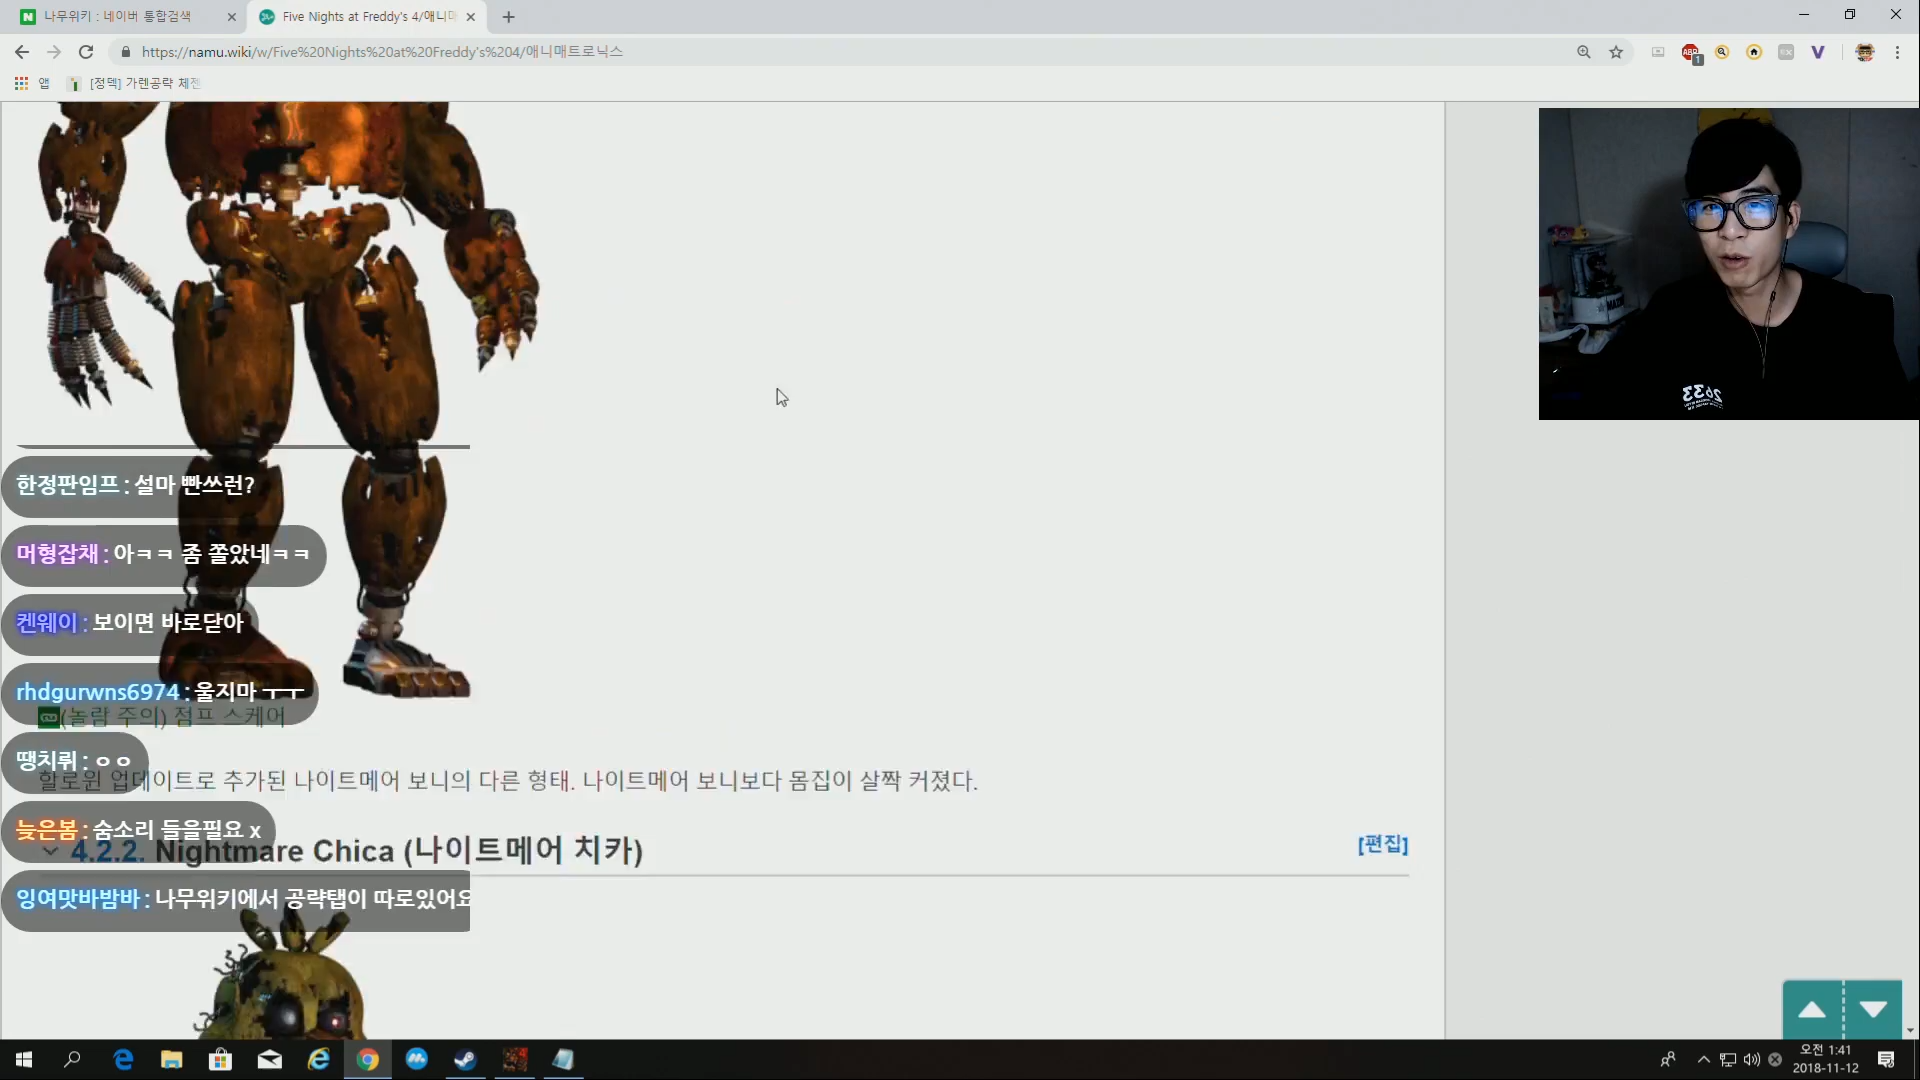 나무위키 : 네이버 통합검색
Five Nights at Freddy's 4/애니매
https://namu.wiki/w/Five%20Nights%20at%20Freddy's%204/애니매트로닉스
앱
[정덱] 가렌공략 체젠
한정판임프 : 설마 빤쓰런?
머형잡채 : 아ㅋㅋ 좀 쫄았네ㅋㅋ
켄웨이 : 보이면 바로닫아
rhdgurwns6974 : 울지마 ㅜㅜ
(놀람 주의) 점프 스케어
땡치뤼 : ㅇㅇ
할로윈 업데이트로 추가된 나이트메어 보니의 다른 형태. 나이트메어 보니보다 몸집이 살짝 커졌다.
늦은봄 : 숨소리 들을필요 x
4.2.2. Nightmare Chica (나이트메어 치카)
[편집]
잉여맛바밤바 : 나무위키에서 공략탭이 따로있어요
오전 1:41
2018-11-12